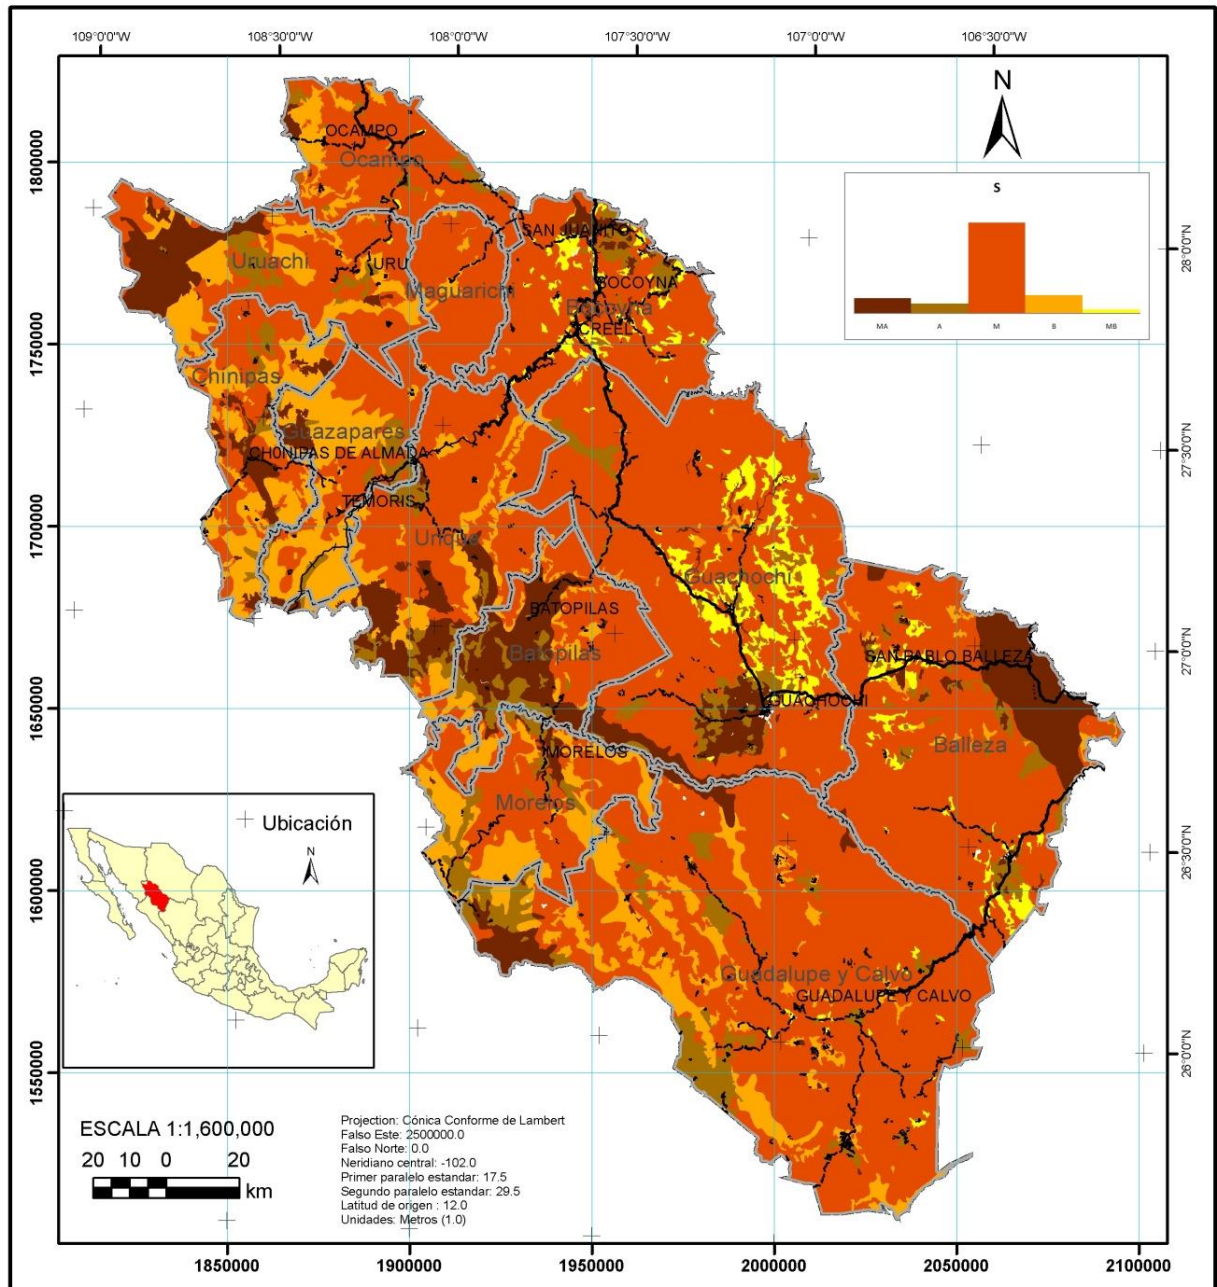 109°0'0"W 108°30'0"W 108°0'0"W 107°30'0"W 107°0'0"W 106°30'0"W
N
OCAMPO
Ocampo
1800000
S
MA A M B MB
SAN JUANITO
28°0'0"N
Uruachi
URU
Maguarichi
BOCOYNA
Bocoyna
CREEL
1750000
Chinipas
Guazapares
CH0NIPAS DE ALMADA
27°30'0"N
TEMORIS
1700000
Urique
Guachochi
BATOPILAS
Batopilas
SAN PABLO BALLEZA
27°0'0"N
GUACHOCHI
1650000
MORELOS
Balleza
Morelos
Ubicación
N
26°30'0"N
1600000
Guadalupe y Calvo
GUADALUPE Y CALVO
26°0'0"N
1550000
ESCALA 1:1,600,000
20 10 0 20
km
Projection: Cónica Conforme de Lambert
Falso Este: 2500000.0
Falso Norte: 0.0
Neridiano central: -102.0
Primer paralelo estandar: 17.5
Segundo paralelo estandar: 29.5
Latitud de origen : 12.0
Unidades: Metros (1.0)
1850000 1900000 1950000 2000000 2050000 2100000